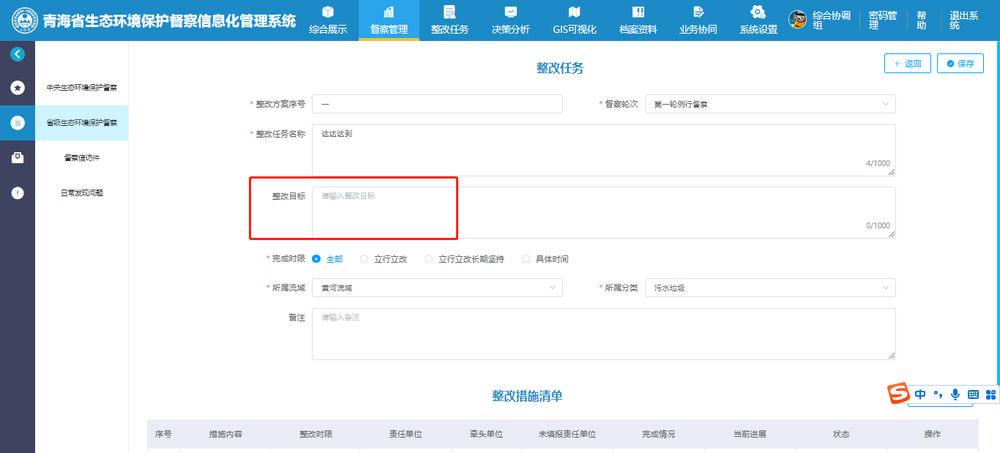 青海省生态环境保护督察信息化管理系统
综合展示 督察管理 整改任务 决策分析 GIS可视化 档案资料 业务协同 系统设置
综合协调组
密码管理
帮助
退出系统
中央生态环境保护督察
省
省级生态环境保护督察
督察信访件
日常发现问题
整改任务
返回 保存
* 整改方案序号 一
* 督察轮次 第一轮例行督察
* 整改任务名称 达达达到
4/1000
整改目标 请输入整改目标
0/1000
* 完成时限 全部 立行立改 立行立改长期坚持 具体时间
* 所属流域 黄河流域
* 所属分类 污水垃圾
备注 请输入备注
整改措施清单
S 中
序号 措施内容 整改时限 责任单位 牵头单位 未填报责任单位 完成情况 当前进展 状态 操作